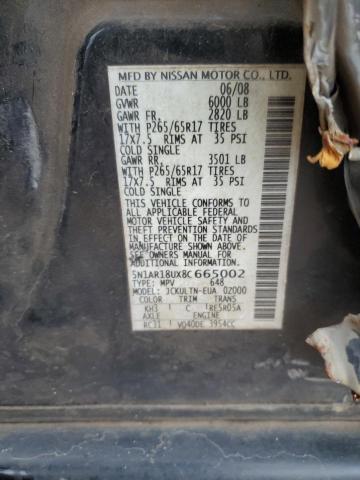 MFD BY NISSAN MOTOR CO., LTD.
DATE 06/08
GVWR 6000 LB
GAWR FR. 2820 LB
WITH P265/65R17 TIRES
17X7.5 RIMS AT 35 PSI
COLD SINGLE
GAWR RR. 3501 LB
WITH P265/65R17 TIRES
17X7.5 RIMS AT 35 PSI
COLD SINGLE
THIS VEHICLE CONFORMS TO
ALL APPLICABLE FEDERAL
MOTOR VEHICLE SAFETY AND
THEFT PREVENTION STANDARDS
IN EFFECT ON THE DATE OF
MANUFACTURE SHOWN ABOVE.
SEE OWNER'S MANUAL FOR
ADDITIONAL INFORMATION.
5N1AR18UX8C665002
TYPE: MPV 648
MODEL: JCKULTN-EUA 02000
COLOR TRIM TRANS
KH3 C RE5R05A
AXLE ENGINE
RC31 VQ40DE 3954CC